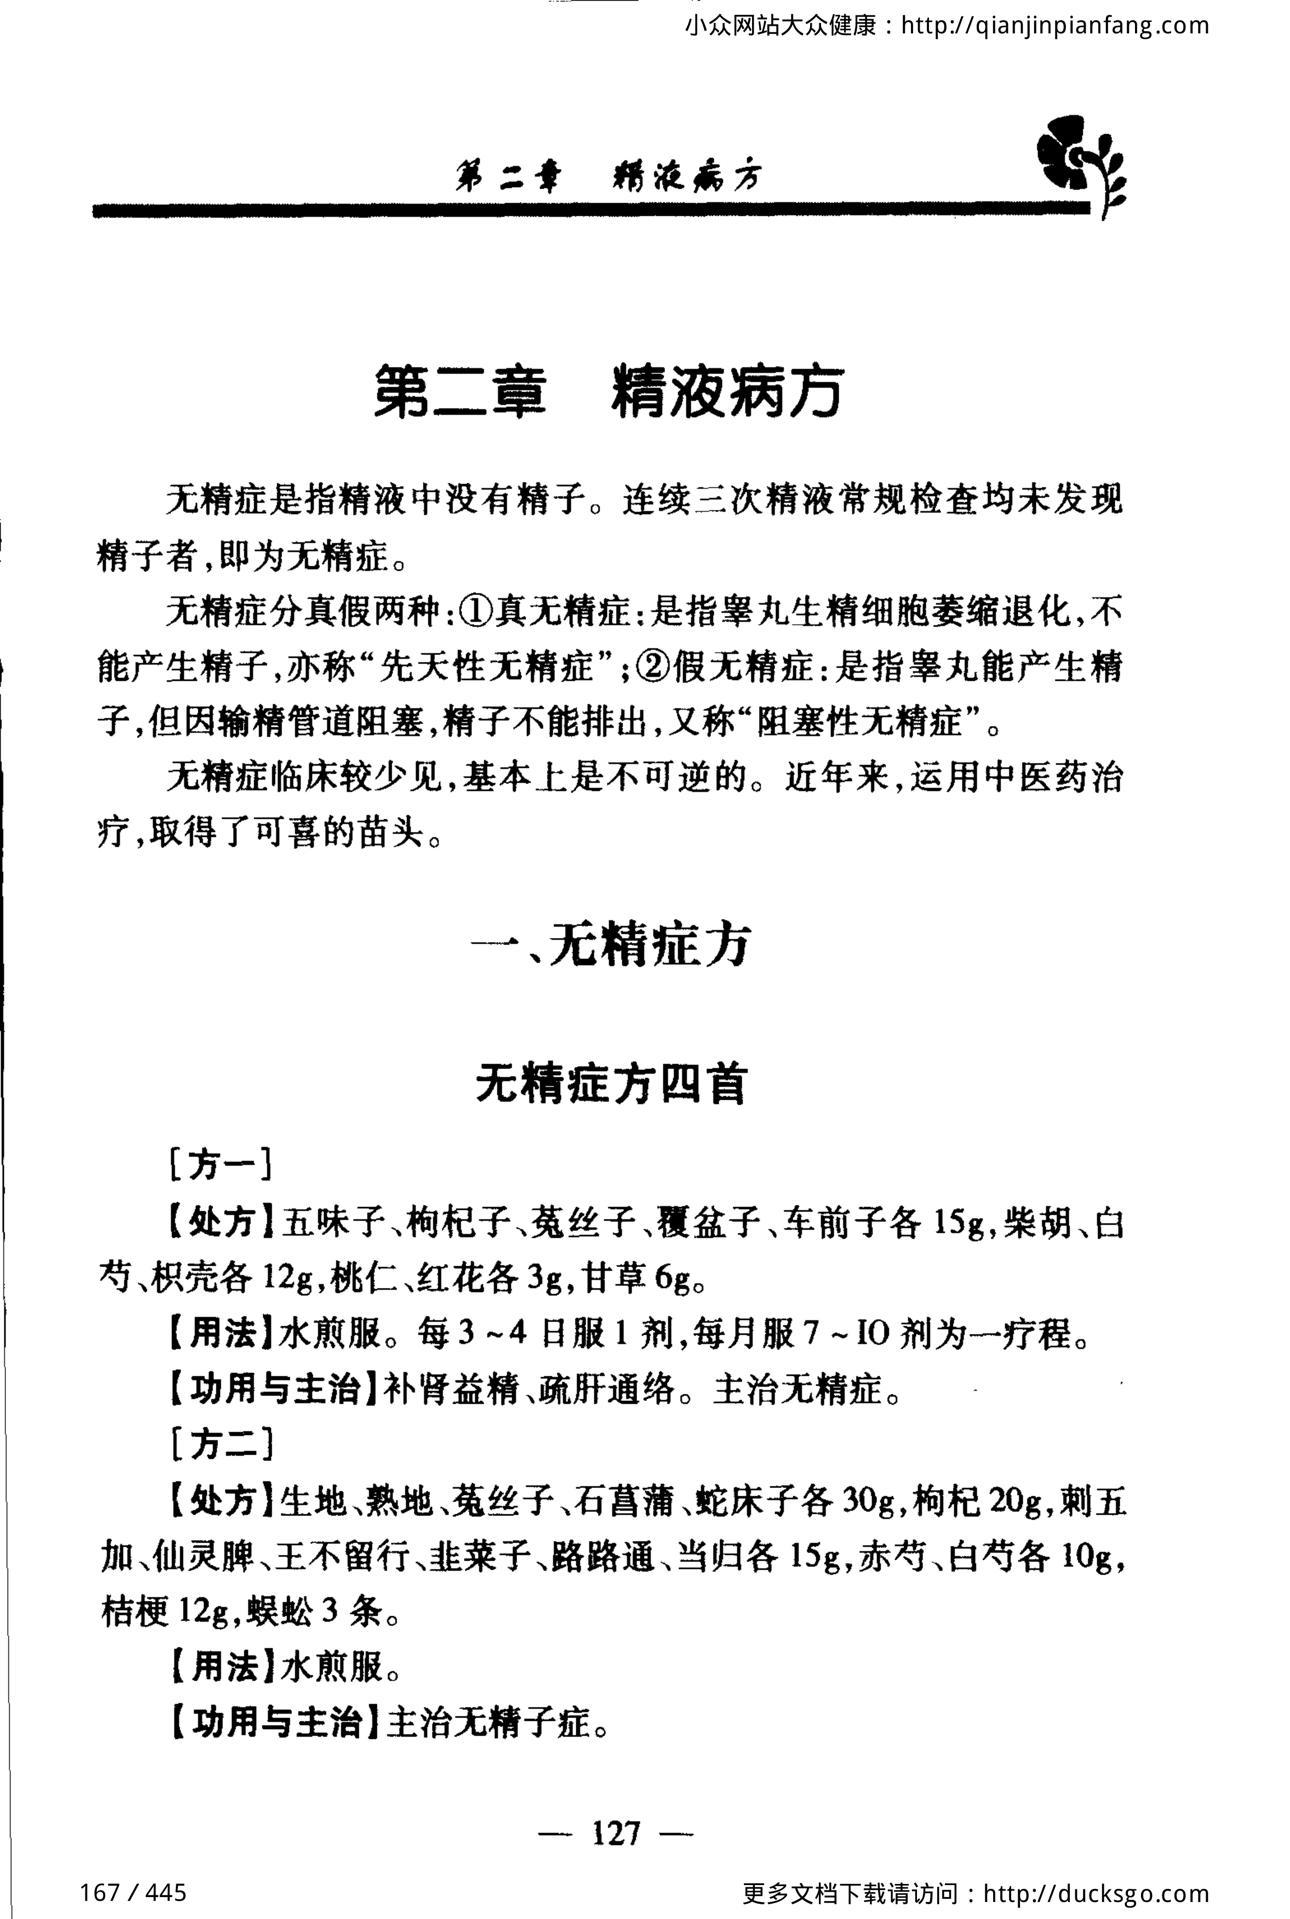 小众网站大众健康：http://qianjinpianfang.com
第二章 精液病方
第二章 精液病方
无精症是指精液中没有精子。连续三次精液常规检查均未发现
精子者,即为无精症。
无精症分真假两种:①真无精症:是指睾丸生精细胞萎缩退化,不
能产生精子,亦称“先天性无精症”;②假无精症:是指睾丸能产生精
子,但因输精管道阻塞,精子不能排出,又称“阻塞性无精症”。
无精症临床较少见,基本上是不可逆的。近年来,运用中医药治
疗,取得了可喜的苗头。
一、无精症方
无精症方四首
[方一]
【处方】五味子、枸杞子、菟丝子、覆盆子、车前子各 15g,柴胡、白
芍、枳壳各 12g,桃仁、红花各 3g,甘草 6g。
【用法】水煎服。每 3 ~ 4 日服 1 剂,每月服 7 ~ IO 剂为一疗程。
【功用与主治】补肾益精、疏肝通络。主治无精症。
[方二]
【处方】生地、熟地、菟丝子、石菖蒲、蛇床子各 30g,枸杞 20g,刺五
加、仙灵脾、王不留行、韭菜子、路路通、当归各 15g,赤芍、白芍各 10g,
桔梗 12g,蜈蚣 3 条。
【用法】水煎服。
【功用与主治】主治无精子症。
— 127 —
167 / 445
更多文档下载请访问：http://ducksgo.com